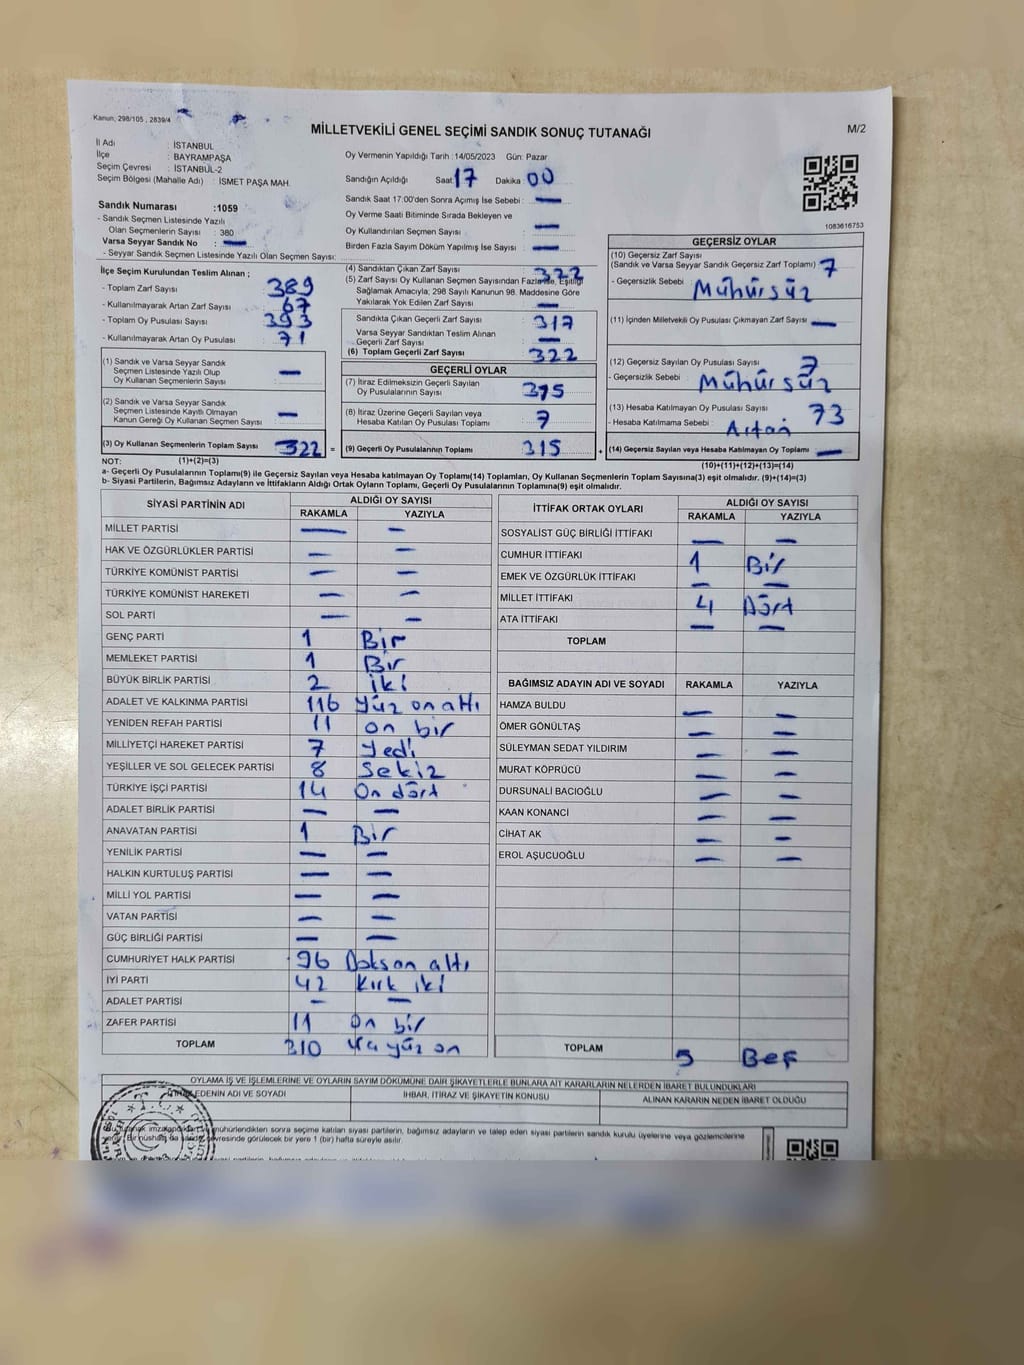 Kanun, 298/105 , 2839/4
MİLLETVEKİLİ GENEL SEÇİMİ SANDIK SONUÇ TUTANAĞI
M/2
İl Adı : İSTANBUL
İlçe : BAYRAMPAŞA
Seçim Çevresi : İSTANBUL-2
Seçim Bölgesi (Mahalle Adı) : İSMET PAŞA MAH.
Oy Vermenin Yapıldığı Tarih : 14/05/2023 Gün: Pazar
Sandığın Açıldığı Saat 17 Dakika 00
Sandık Saat 17:00'den Sonra Açılmış İse Sebebi : —
Oy Verme Saati Bitiminde Sırada Bekleyen ve
Oy Kullandırılan Seçmen Sayısı : —
Birden Fazla Sayım Döküm Yapılmış İse Sayısı : —
1083616753
Sandık Numarası :1059
- Sandık Seçmen Listesinde Yazılı
Olan Seçmenlerin Sayısı : 380
Varsa Seyyar Sandık No : —
- Seyyar Sandık Seçmen Listesinde Yazılı Olan Seçmen Sayısı:
İlçe Seçim Kurulundan Teslim Alınan ;
- Toplam Zarf Sayısı 389
- Kullanılmayarak Artan Zarf Sayısı : 67
- Toplam Oy Pusulası Sayısı 393
- Kullanılmayarak Artan Oy Pusulası : 71
(1) Sandık ve Varsa Seyyar Sandık
Seçmen Listesinde Yazılı Olup
Oy Kullanan Seçmenlerin Sayısı : —
(2) Sandık ve Varsa Seyyar Sandık
Seçmen Listesinde Kayıtlı Olmayan
Kanun Gereği Oy Kullanan Seçmen Sayısı : —
(3) Oy Kullanan Seçmenlerin Toplam Sayısı : 322 =
(1)+(2)=(3)
(4) Sandıktan Çıkan Zarf Sayısı : 322
(5) Zarf Sayısı Oy Kullanan Seçmen Sayısından Fazla İse, Eşitliği
Sağlamak Amacıyla; 298 Sayılı Kanunun 98. Maddesine Göre
Yakılarak Yok Edilen Zarf Sayısı : —
Sandıkta Çıkan Geçerli Zarf Sayısı : 317
Varsa Seyyar Sandıktan Teslim Alınan
Geçerli Zarf Sayısı : —
(6) Toplam Geçerli Zarf Sayısı : 322
GEÇERLİ OYLAR
(7) İtiraz Edilmeksizin Geçerli Sayılan
Oy Pusulalarının Sayısı : 315
(8) İtiraz Üzerine Geçerli Sayılan veya
Hesaba Katılan Oy Pusulası Toplamı : 7
(9) Geçerli Oy Pusulalarının Toplamı : 315 +
GEÇERSİZ OYLAR
(10) Geçersiz Zarf Sayısı
(Sandık ve Varsa Seyyar Sandık Geçersiz Zarf Toplamı) : 7
- Geçersizlik Sebebi : Mühürsüz
(11) İçinden Milletvekili Oy Pusulası Çıkmayan Zarf Sayısı : —
(12) Geçersiz Sayılan Oy Pusulası Sayısı : 7
- Geçersizlik Sebebi : Mühürsüz
(13) Hesaba Katılmayan Oy Pusulası Sayısı : 73
- Hesaba Katılmama Sebebi : Artan
(14) Geçersiz Sayılan veya Hesaba Katılmayan Oy Toplamı : —
(10)+(11)+(12)+(13)=(14)
NOT:
a- Geçerli Oy Pusulalarının Toplamı(9) ile Geçersiz Sayılan veya Hesaba katılmayan Oy Toplamı(14) Toplamları, Oy Kullanan Seçmenlerin Toplam Sayısına(3) eşit olmalıdır. (9)+(14)=(3)
b- Siyasi Partilerin, Bağımsız Adayların ve İttifakların Aldığı Ortak Oyların Toplamı, Geçerli Oy Pusulalarının Toplamına(9) eşit olmalıdır.
SİYASİ PARTİNİN ADI ALDIĞI OY SAYISI
RAKAMLA YAZIYLA
MİLLET PARTİSİ — —
HAK VE ÖZGÜRLÜKLER PARTİSİ — —
TÜRKİYE KOMÜNİST PARTİSİ — —
TÜRKİYE KOMÜNİST HAREKETİ — —
SOL PARTİ — —
GENÇ PARTİ 1 Bir
MEMLEKET PARTİSİ 1 Bir
BÜYÜK BİRLİK PARTİSİ 2 iki
ADALET VE KALKINMA PARTİSİ 116 Yüz on altı
YENİDEN REFAH PARTİSİ 11 on bir
MİLLİYETÇİ HAREKET PARTİSİ 7 Yedi
YEŞİLLER VE SOL GELECEK PARTİSİ 8 Sekiz
TÜRKİYE İŞÇİ PARTİSİ 14 On dört
ADALET BİRLİK PARTİSİ — —
ANAVATAN PARTİSİ 1 Bir
YENİLİK PARTİSİ — —
HALKIN KURTULUŞ PARTİSİ — —
MİLLİ YOL PARTİSİ — —
VATAN PARTİSİ — —
GÜÇ BİRLİĞİ PARTİSİ — —
CUMHURİYET HALK PARTİSİ 96 Doksan altı
İYİ PARTİ 42 Kırk iki
ADALET PARTİSİ — —
ZAFER PARTİSİ 11 On bir
TOPLAM 310 yüz on
İTTİFAK ORTAK OYLARI ALDIĞI OY SAYISI
RAKAMLA YAZIYLA
SOSYALİST GÜÇ BİRLİĞİ İTTİFAKI — —
CUMHUR İTTİFAKI 1 Bir
EMEK VE ÖZGÜRLÜK İTTİFAKI — —
MİLLET İTTİFAKI 4 Dört
ATA İTTİFAKI — —
TOPLAM
BAĞIMSIZ ADAYIN ADI VE SOYADI RAKAMLA YAZIYLA
HAMZA BULDU — —
ÖMER GÖNÜLTAŞ — —
SÜLEYMAN SEDAT YILDIRIM — —
MURAT KÖPRÜCÜ — —
DURSUNALİ BACIOĞLU — —
KAAN KONANCI — —
CİHAT AK — —
EROL AŞUCUOĞLU — —
TOPLAM 5 Beş
OYLAMA İŞ VE İŞLEMLERİNE VE OYLARIN SAYIM DÖKÜMÜNE DAİR ŞİKAYETLERLE BUNLARA AİT KARARLARIN NELERDEN İBARET BULUNDUKLARI
EDENİN ADI VE SOYADI İHBAR, İTİRAZ VE ŞİKAYETİN KONUSU ALINAN KARARIN NEDEN İBARET OLDUĞU
mühürlendikten sonra seçime katılan siyasi partilerin, bağımsız adayların ve talep eden siyasi partilerin sandık kurulu üyelerine veya gözlemcilerine
çevresinde görülecek bir yere 1 (bir) hafta süreyle asılır.
T.C.